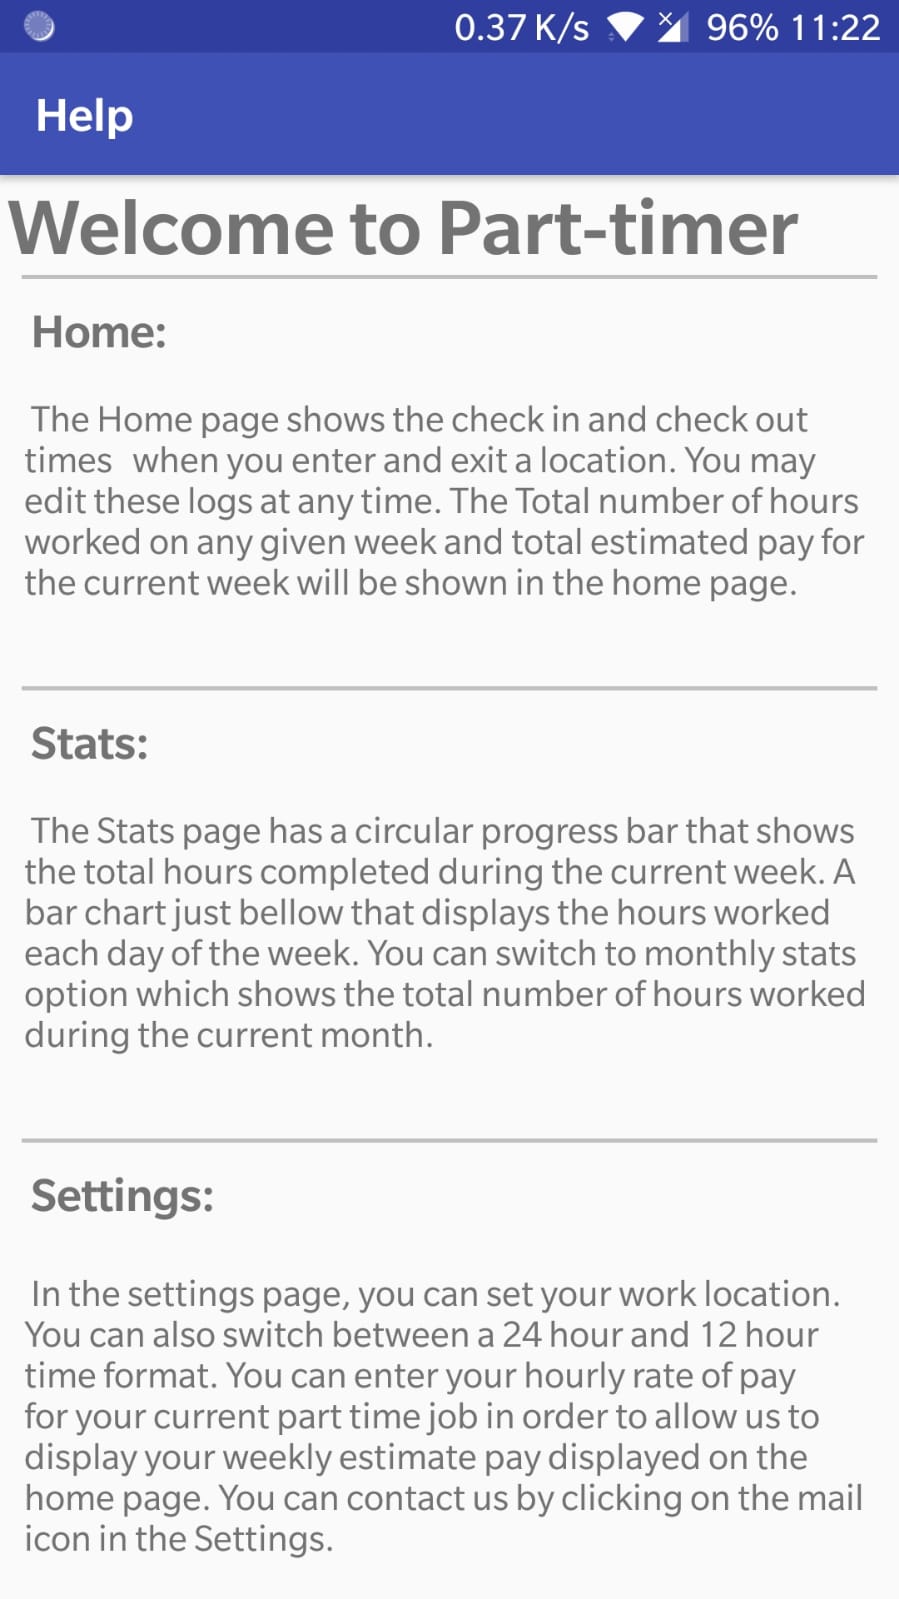 0.37 K/s 96% 11:22
Help
Welcome to Part-timer
Home:
The Home page shows the check in and check out
times when you enter and exit a location. You may
edit these logs at any time. The Total number of hours
worked on any given week and total estimated pay for
the current week will be shown in the home page.
Stats:
The Stats page has a circular progress bar that shows
the total hours completed during the current week. A
bar chart just bellow that displays the hours worked
each day of the week. You can switch to monthly stats
option which shows the total number of hours worked
during the current month.
Settings:
In the settings page, you can set your work location.
You can also switch between a 24 hour and 12 hour
time format. You can enter your hourly rate of pay
for your current part time job in order to allow us to
display your weekly estimate pay displayed on the
home page. You can contact us by clicking on the mail
icon in the Settings.